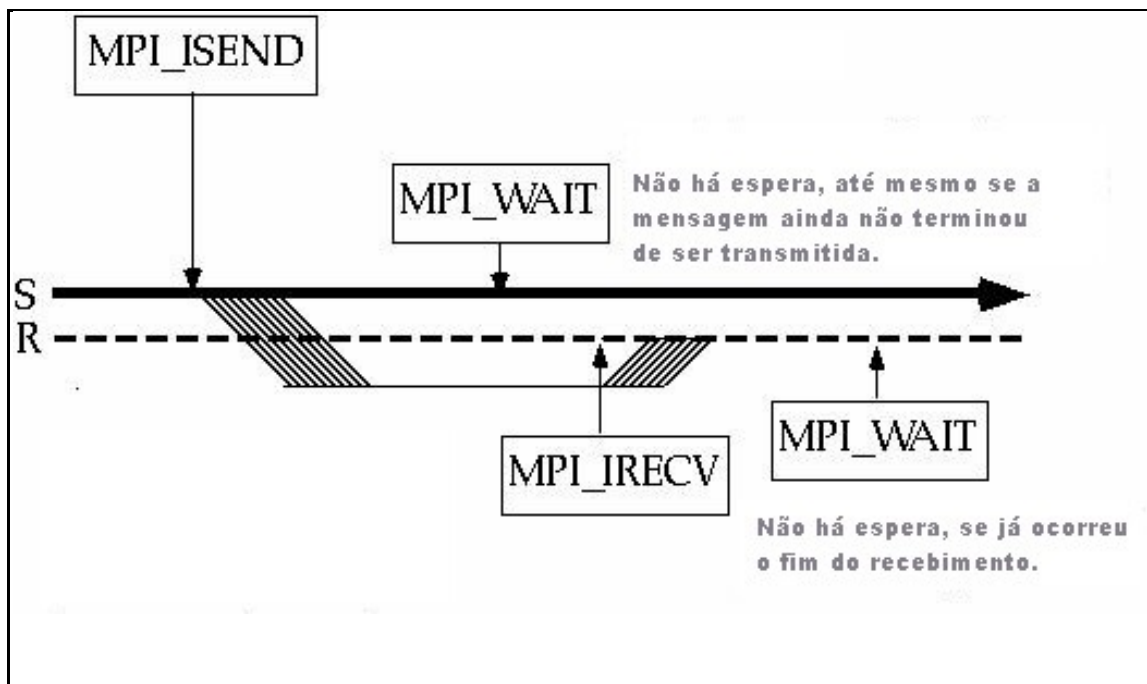 MPI_ISEND
MPI_WAIT
Não há espera, até mesmo se a
mensagem ainda não terminou
de ser transmitida.
S
R
MPI_IRECV
MPI_WAIT
Não há espera, se já ocorreu
o fim do recebimento.